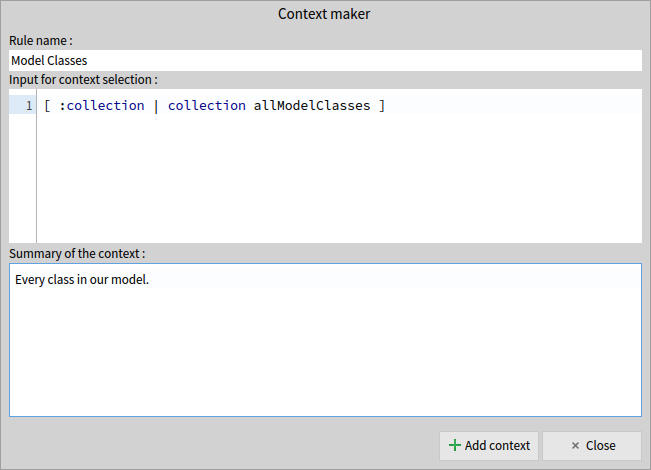 Context maker
Rule name :
Model Classes
Input for context selection :
1 [ :collection | collection allModelClasses ]
Summary of the context :
Every class in our model.
Add context Close